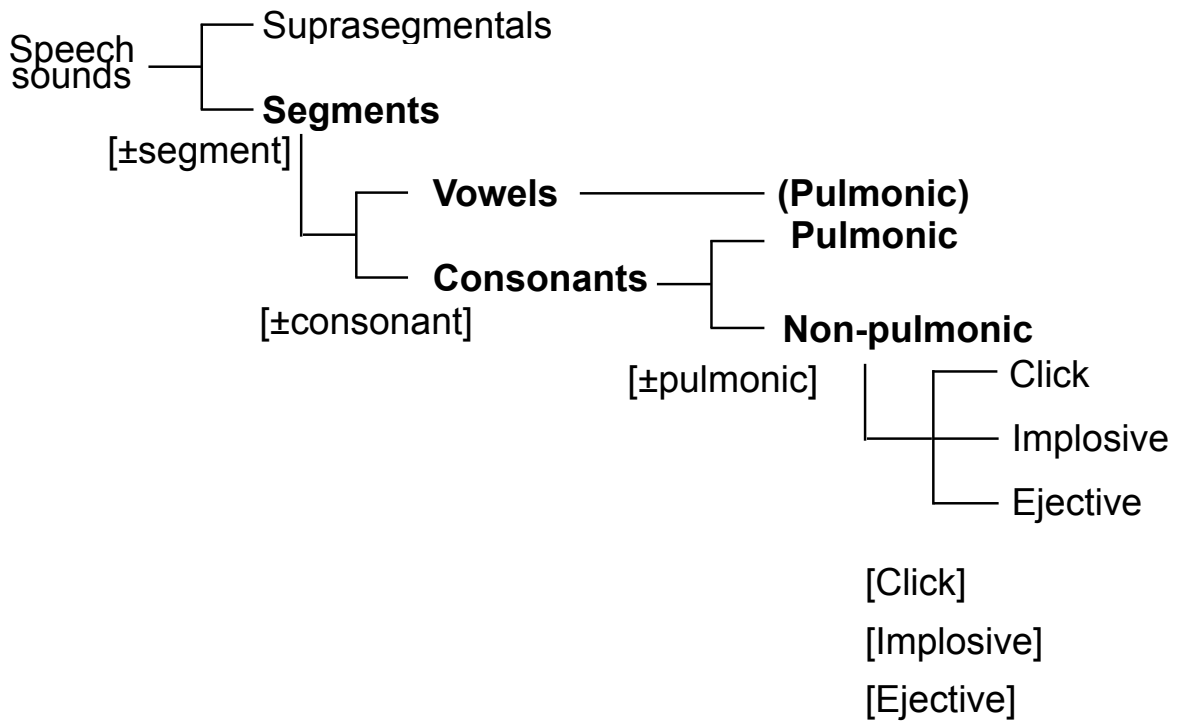 Suprasegmentals
Speech
sounds
Segments
[±segment]
Vowels
(Pulmonic)
Pulmonic
Consonants
[±consonant]
Non-pulmonic
[±pulmonic]
Click
Implosive
Ejective
[Click]
[Implosive]
[Ejective]